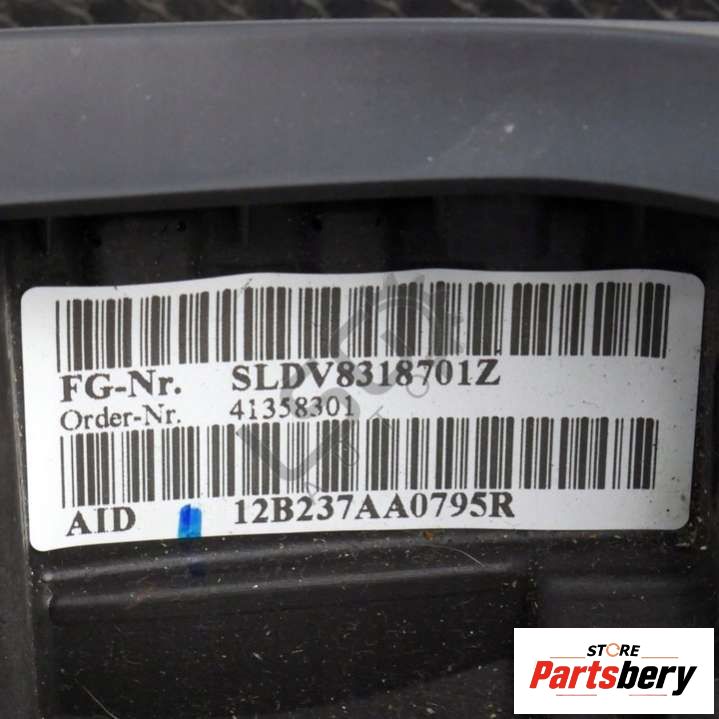 FG-Nr. SLDV8318701Z
Order-Nr. 41358301
AID 12B237AA0795R
STORE
Partsbery